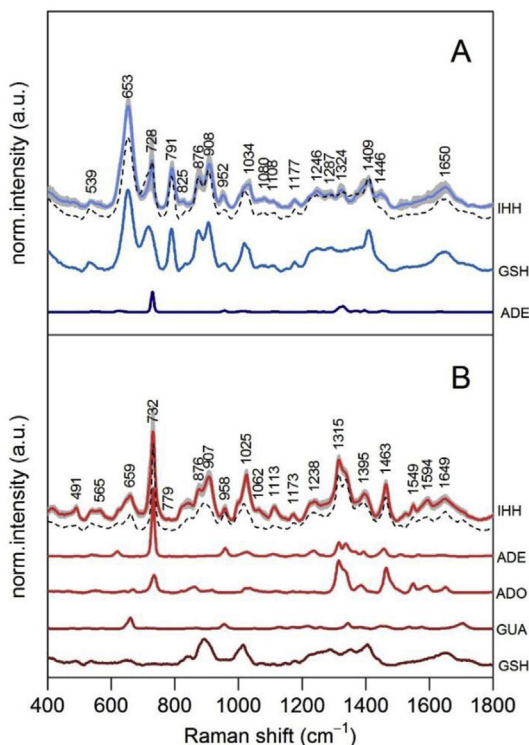 A
norm.intensity (a.u.)
539
653
728
791
825
876
908
952
1034
1080
1108
1177
1246
1287
1324
1409
1446
1650
IHH
GSH
ADE
B
norm.intensity (a.u.)
491
565
659
732
779
876
907
958
1025
1062
1113
1173
1238
1315
1395
1463
1549
1594
1649
IHH
ADE
ADO
GUA
GSH
400 600 800 1000 1200 1400 1600 1800
Raman shift (cm⁻¹)